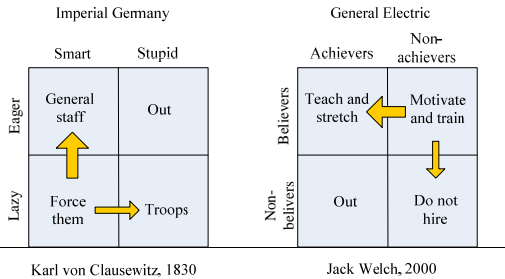 Imperial Germany
Smart
Stupid
Eager
General
staff
Out
Lazy
Force
them
Troops
Karl von Clausewitz, 1830
General Electric
Achievers
Non-
achievers
Believers
Teach and
stretch
Motivate
and train
Non-
belivers
Out
Do not
hire
Jack Welch, 2000